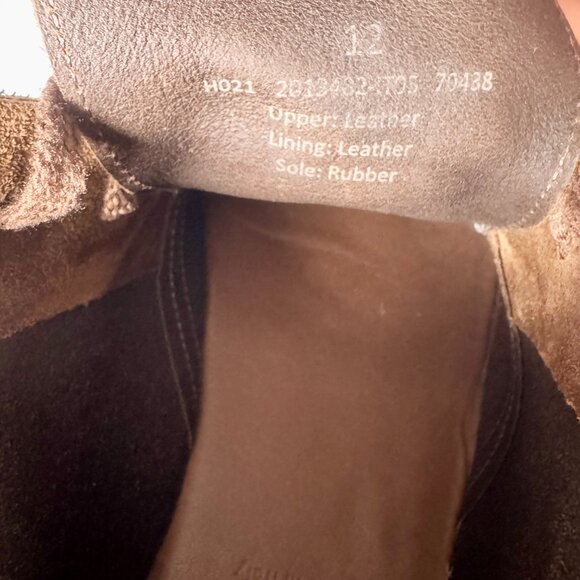 12
H021 70438
Upper: Leather
Lining: Leather
Sole: Rubber